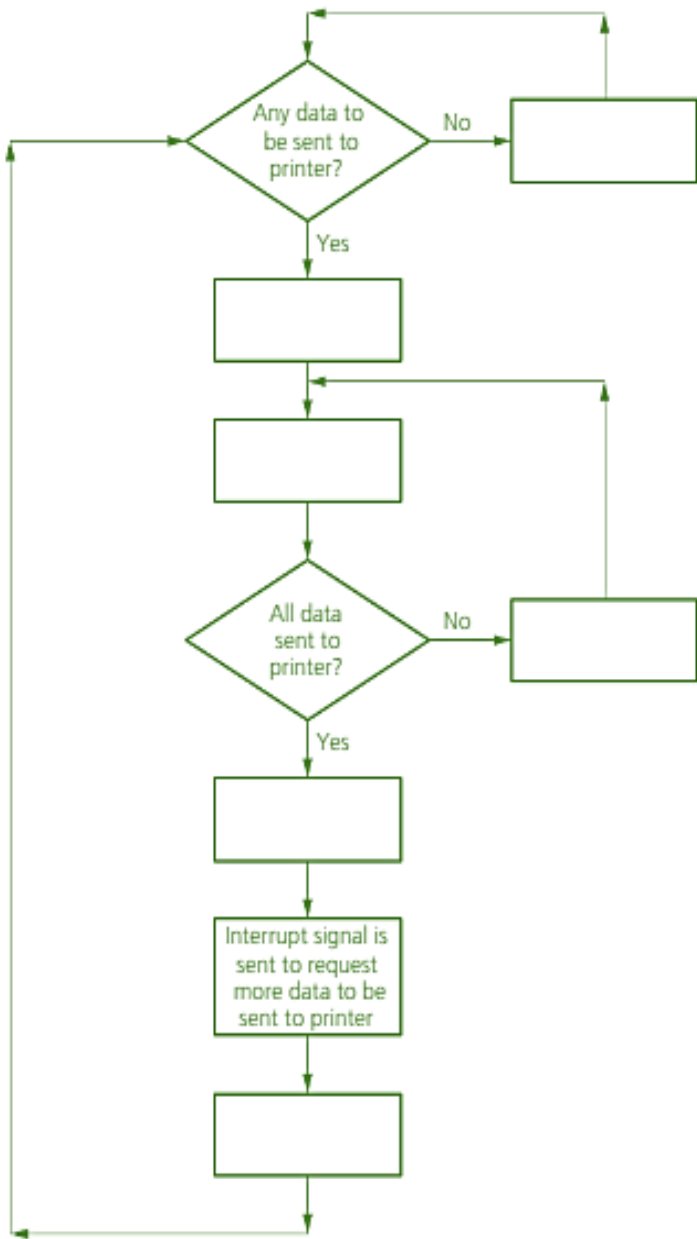 Any data to
be sent to
printer?
No
Yes
All data
sent to
printer?
No
Yes
Interrupt signal is
sent to request
more data to be
sent to printer